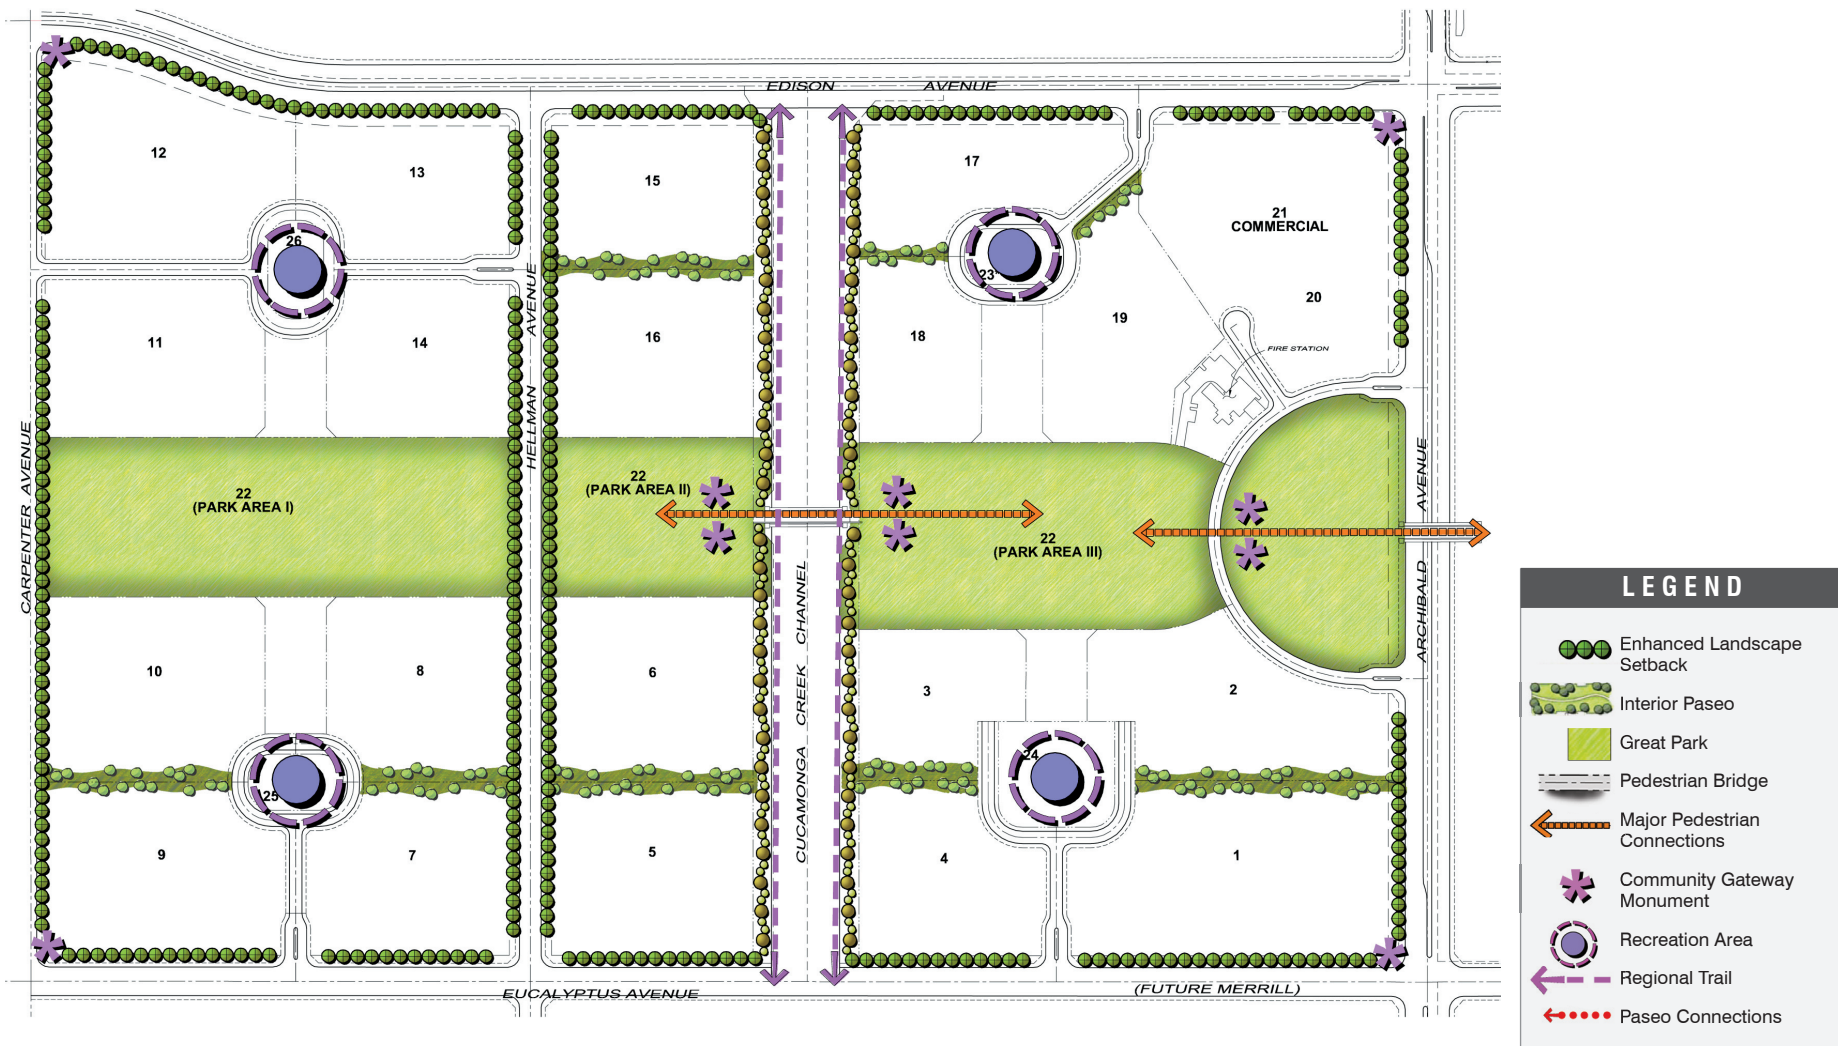 EDISON AVENUE
12
13
15
17
21
COMMERCIAL
26
23
20
19
11
14
16
18
FIRE STATION
CARPENTER AVENUE
HELLMAN AVENUE
22
(PARK AREA I)
22
(PARK AREA II)
22
(PARK AREA III)
CUCAMONGA CREEK CHANNEL
ARCHIBALD AVENUE
10
8
6
3
2
24
25
9
7
5
4
1
EUCALYPTUS AVENUE
(FUTURE MERRILL)
LEGEND
Enhanced Landscape
Setback
Interior Paseo
Great Park
Pedestrian Bridge
Major Pedestrian
Connections
Community Gateway
Monument
Recreation Area
Regional Trail
Paseo Connections